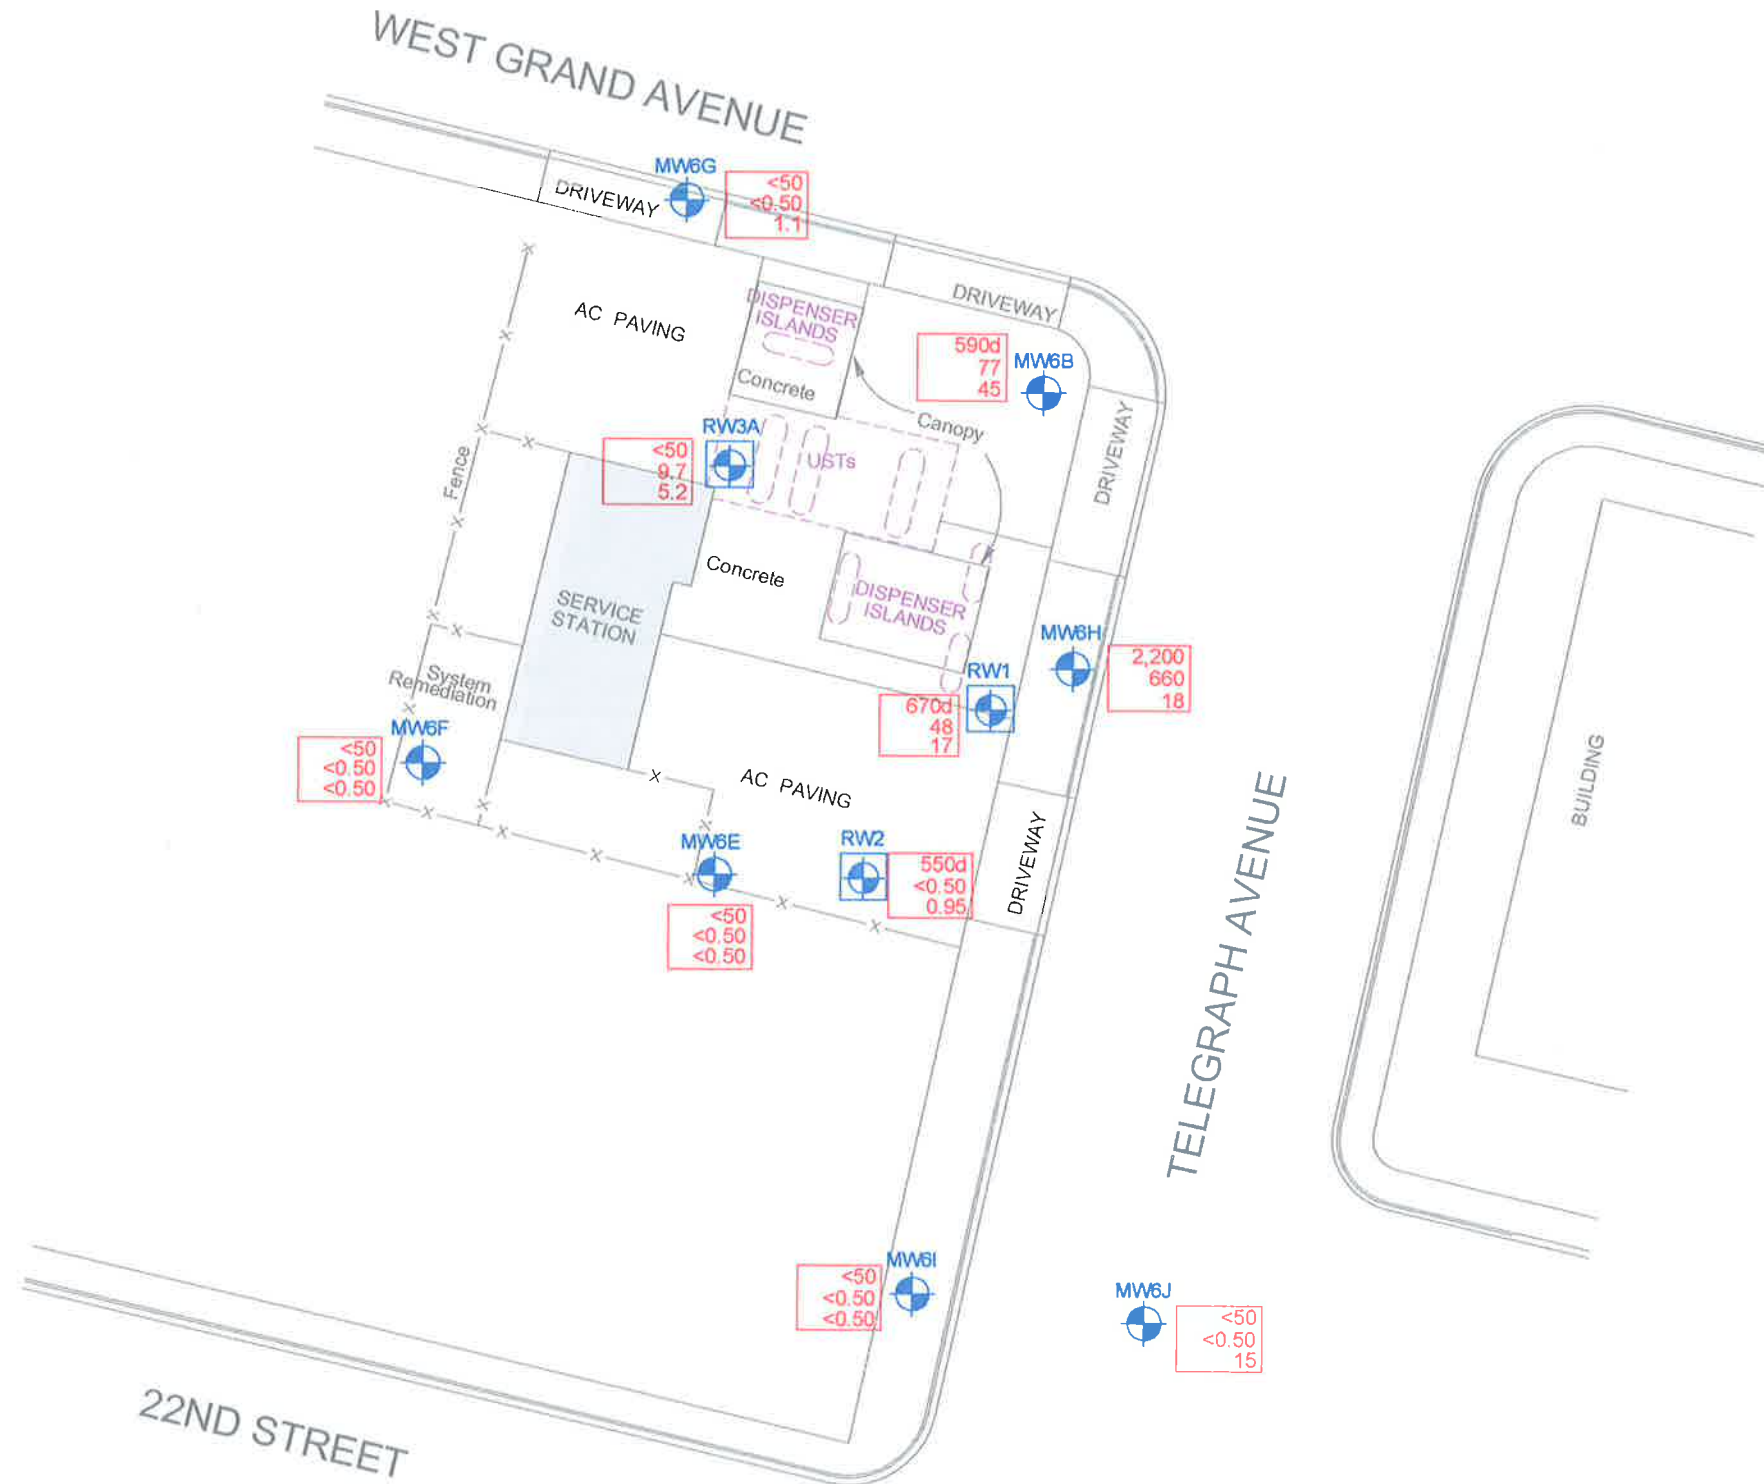 WEST GRAND AVENUE
MW6G
<50
<0.50
1.1
DRIVEWAY
DRIVEWAY
AC PAVING
DISPENSER
ISLANDS
Concrete
590d
77
45
MW6B
Canopy
DRIVEWAY
RW3A
<50
9.7
5.2
USTs
Fence
Concrete
SERVICE
STATION
DISPENSER
ISLANDS
MW6H
2,200
660
18
RW1
670d
48
17
System
Remediation
MW6F
<50
<0.50
<0.50
AC PAVING
BUILDING
MW6E
<50
<0.50
<0.50
RW2
550d
<0.50
0.95
DRIVEWAY
TELEGRAPH AVENUE
MW6I
<50
<0.50
<0.50
MW6J
<50
<0.50
15
22ND STREET